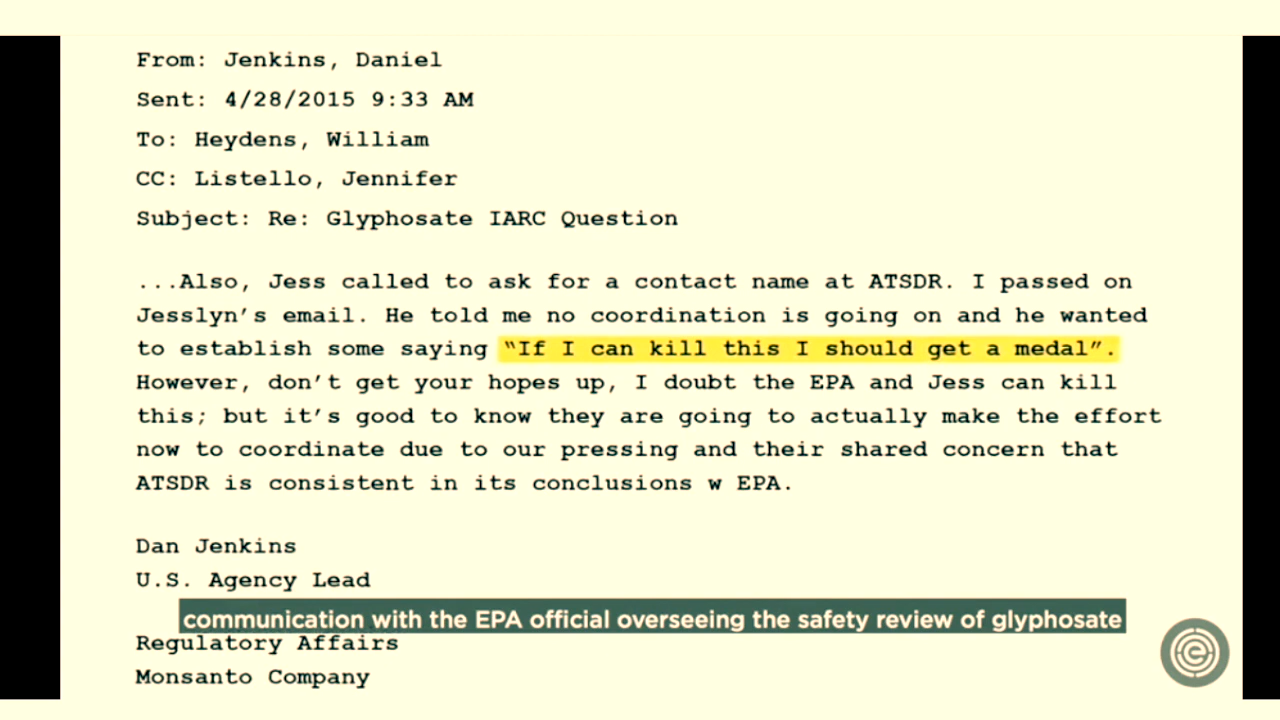 From: Jenkins, Daniel
Sent: 4/28/2015 9:33 AM
To: Heydens, William
CC: Listello, Jennifer
Subject: Re: Glyphosate IARC Question
...Also, Jess called to ask for a contact name at ATSDR. I passed on
Jesslyn’s email. He told me no coordination is going on and he wanted
to establish some saying “If I can kill this I should get a medal”.
However, don’t get your hopes up, I doubt the EPA and Jess can kill
this; but it’s good to know they are going to actually make the effort
now to coordinate due to our pressing and their shared concern that
ATSDR is consistent in its conclusions w EPA.
Dan Jenkins
U.S. Agency Lead
communication with the EPA official overseeing the safety review of glyphosate
Regulatory Affairs
Monsanto Company